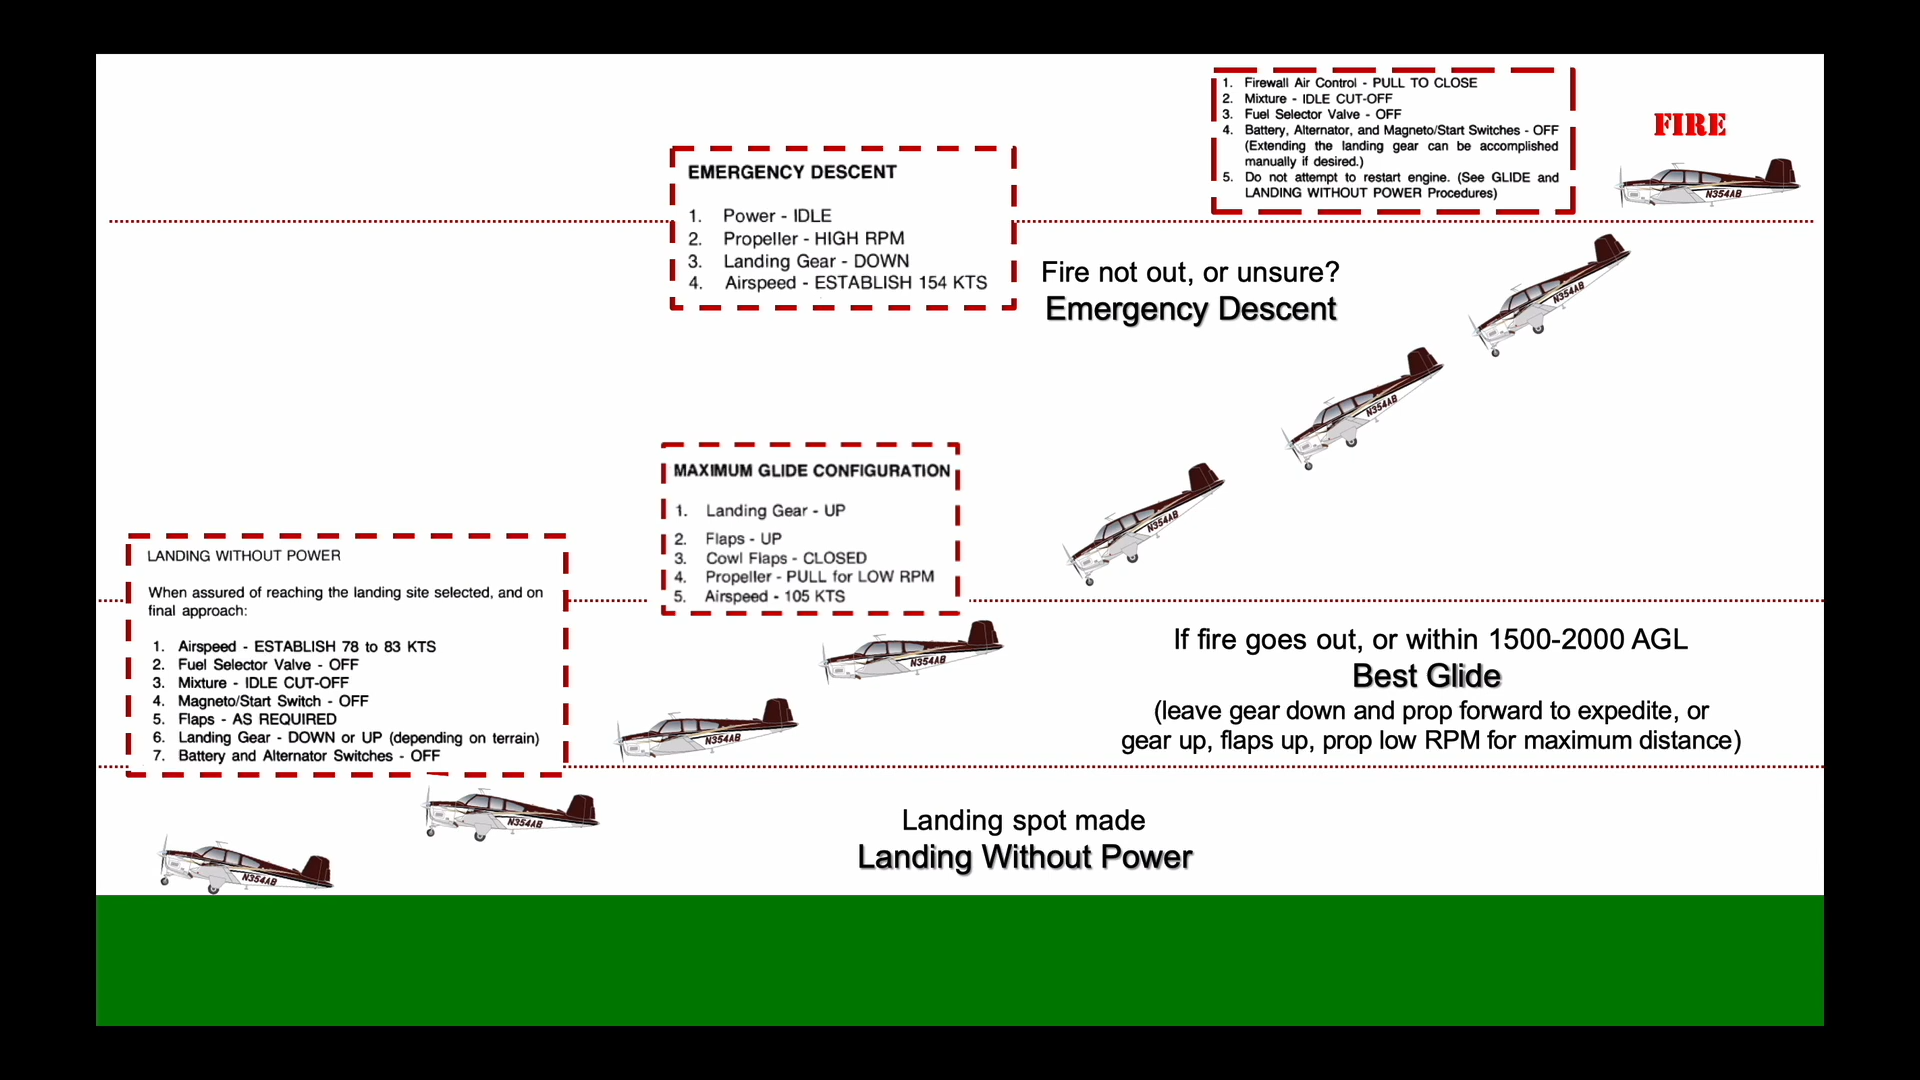 1. Firewall Air Control - PULL TO CLOSE
2. Mixture - IDLE CUT-OFF
3. Fuel Selector Valve - OFF
4. Battery, Alternator, and Magneto/Start Switches - OFF
(Extending the landing gear can be accomplished
manually if desired.)
5. Do not attempt to restart engine. (See GLIDE and
LANDING WITHOUT POWER Procedures)
FIRE
N354AB
EMERGENCY DESCENT
1. Power - IDLE
2. Propeller - HIGH RPM
3. Landing Gear - DOWN
4. Airspeed - ESTABLISH 154 KTS
Fire not out, or unsure?
Emergency Descent
N354AB
N354AB
N354AB
MAXIMUM GLIDE CONFIGURATION
1. Landing Gear - UP
2. Flaps - UP
3. Cowl Flaps - CLOSED
4. Propeller - PULL for LOW RPM
5. Airspeed - 105 KTS
LANDING WITHOUT POWER
When assured of reaching the landing site selected, and on
final approach:
1. Airspeed - ESTABLISH 78 to 83 KTS
2. Fuel Selector Valve - OFF
3. Mixture - IDLE CUT-OFF
4. Magneto/Start Switch - OFF
5. Flaps - AS REQUIRED
6. Landing Gear - DOWN or UP (depending on terrain)
7. Battery and Alternator Switches - OFF
N354AB
N354AB
If fire goes out, or within 1500-2000 AGL
Best Glide
(leave gear down and prop forward to expedite, or
gear up, flaps up, prop low RPM for maximum distance)
N354AB
N354AB
Landing spot made
Landing Without Power